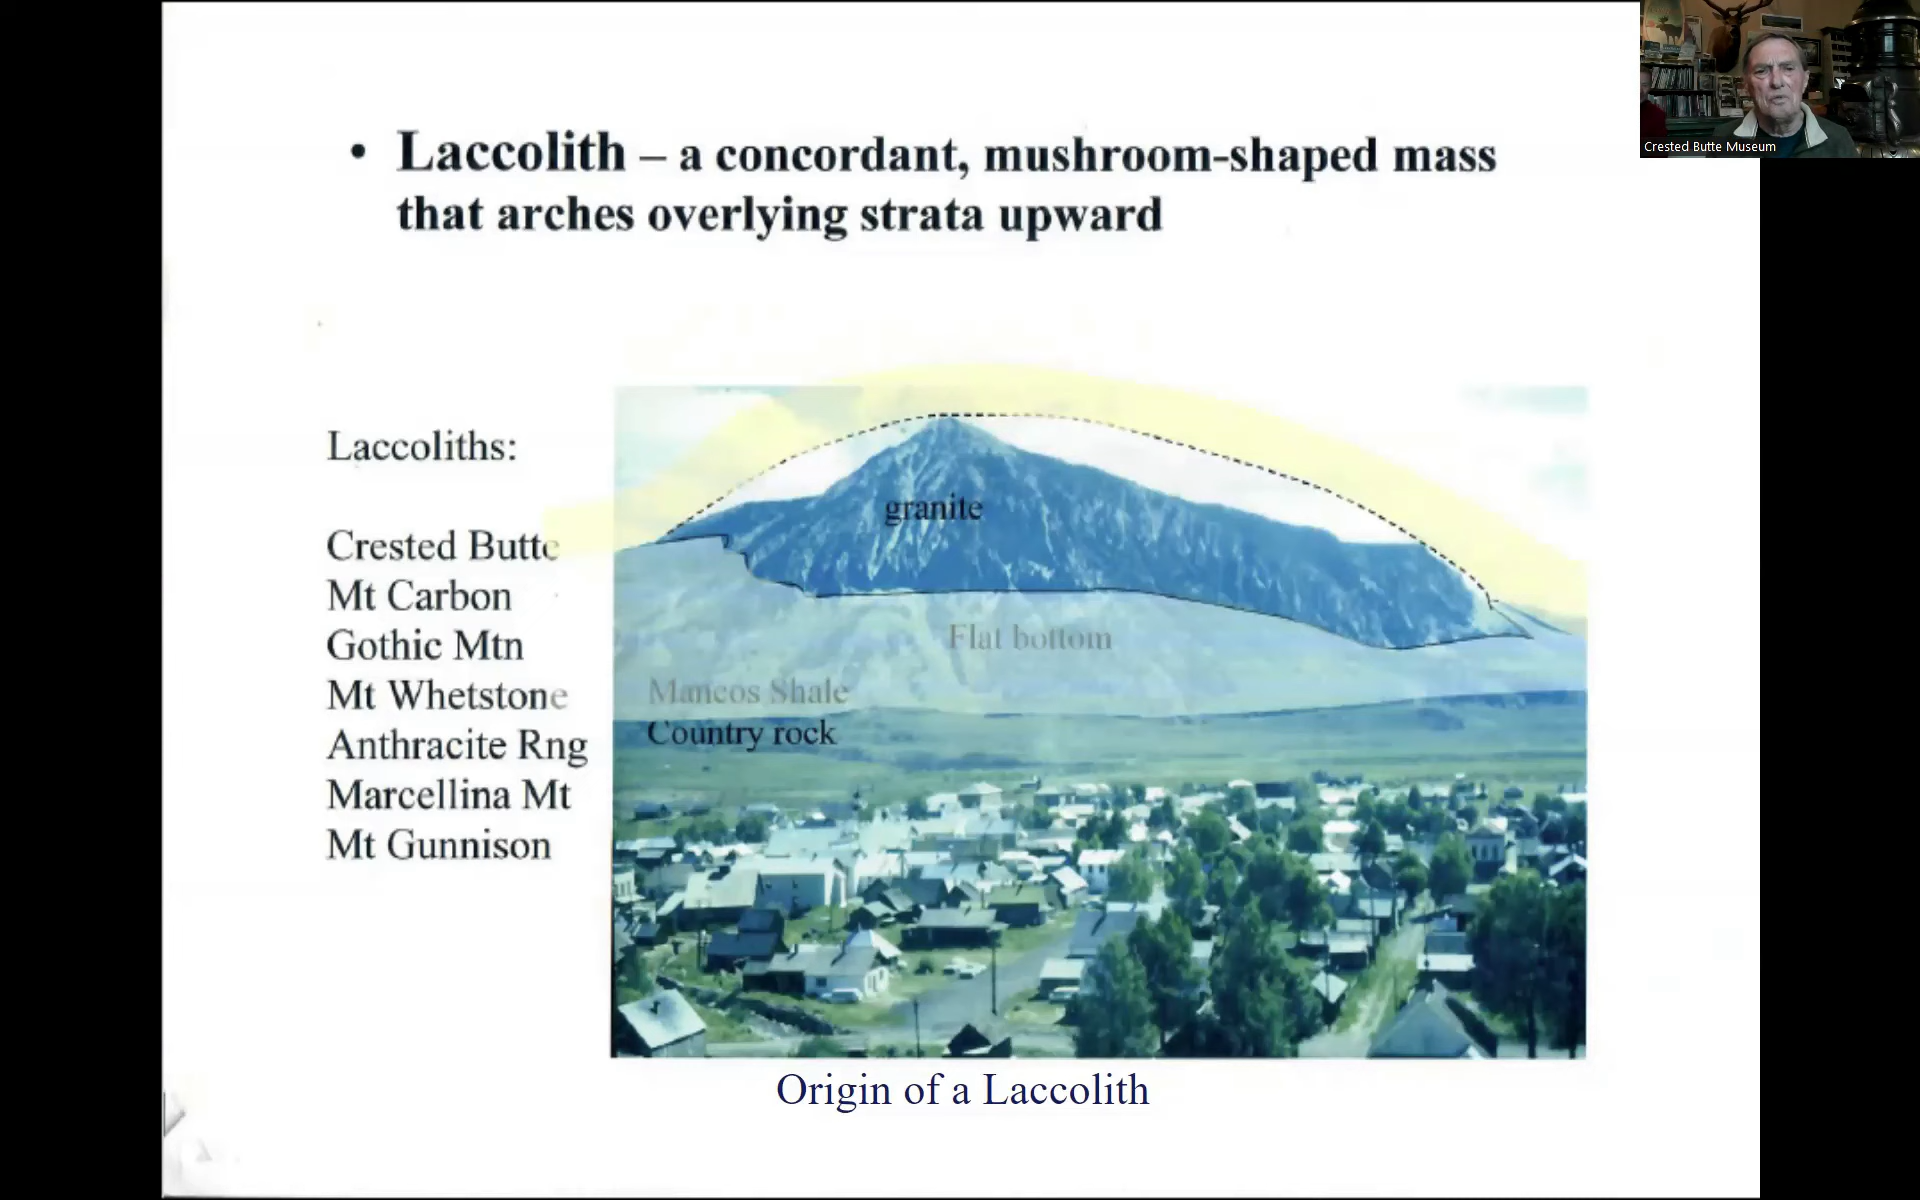 • Laccolith – a concordant, mushroom-shaped mass
that arches overlying strata upward
Crested Butte Museum
Laccoliths:
Crested Butte
Mt Carbon
Gothic Mtn
Mt Whetstone
Anthracite Rng
Marcellina Mt
Mt Gunnison
granite
Flat bottom
Mancos Shale
Country rock
Origin of a Laccolith